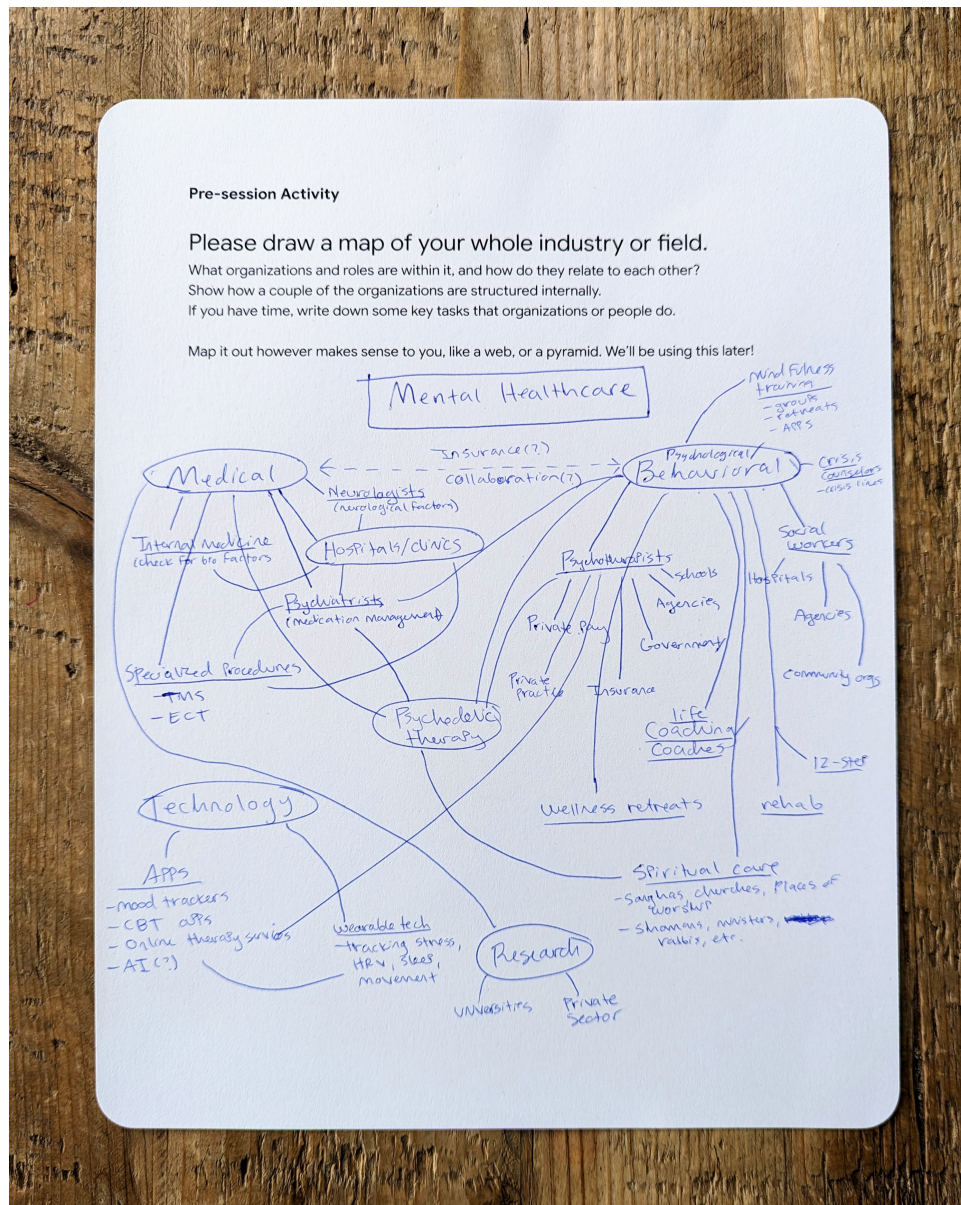 Pre-session Activity
Please draw a map of your whole industry or field.
What organizations and roles are within it, and how do they relate to each other?
Show how a couple of the organizations are structured internally.
If you have time, write down some key tasks that organizations or people do.
Map it out however makes sense to you, like a web, or a pyramid. We'll be using this later!
Mental Healthcare
Mindfulness
training
- groups
- retreats
- APPS
Medical
Insurance(?)
collaboration(?)
Psychological/
Behavioral
Crisis
counselors
- crisis lines
Neurologists
(neurological factors)
Internal medicine
(check for bio factors
Hospitals/clinics
Psychiatrists
(medication management
Specialized Procedures
- TMS
- ECT
Psychedelic
therapy
Psychotherapists
schools
Agencies
Government
Private Pay
Private
Practice
Insurance
Social
workers
Hospitals
Agencies
Community orgs
life
Coaching
Coaches
12-step
Wellness retreats
rehab
Technology
Apps
- mood trackers
- CBT apps
- Online therapy services
- AI(?)
wearable tech
- tracking stress,
HRV, sleep,
movement
Research
universities
Private
Sector
Spiritual care
- Sanghas, churches, Places of
worship
- shamans, ministers,
rabbis, etc.